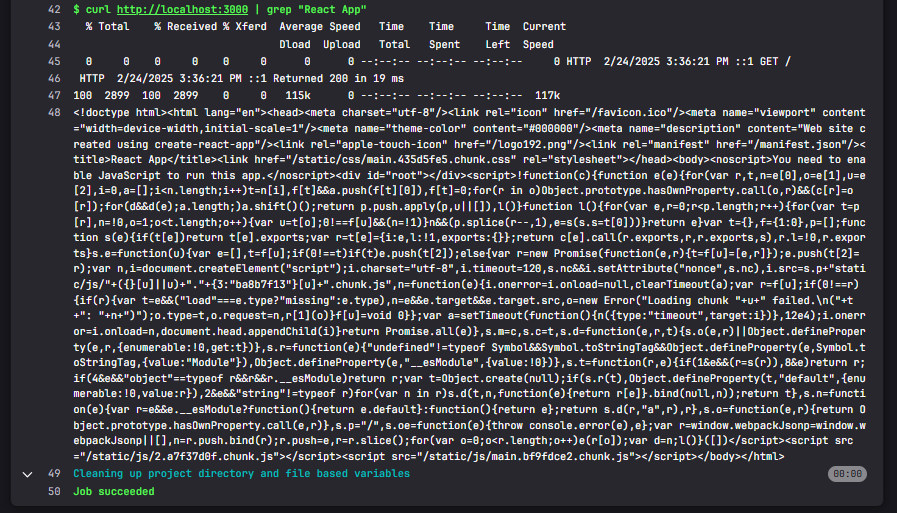 42 $ curl http://localhost:3000 | grep "React App"
43 % Total % Received % Xferd Average Speed Time Time Time Current
44 Dload Upload Total Spent Left Speed
45 0 0 0 0 0 0 0 0 --:--:-- --:--:-- --:--:-- 0 HTTP 2/24/2025 3:36:21 PM ::1 GET /
46 HTTP 2/24/2025 3:36:21 PM ::1 Returned 200 in 19 ms
47 100 2899 100 2899 0 0 115k 0 --:--:-- --:--:-- --:--:-- 117k
48 <!doctype html><html lang="en"><head><meta charset="utf-8"/><link rel="icon" href="/favicon.ico"/><meta name="viewport" content
="width=device-width,initial-scale=1"/><meta name="theme-color" content="#000000"/><meta name="description" content="Web site c
reated using create-react-app"/><link rel="apple-touch-icon" href="/logo192.png"/><link rel="manifest" href="/manifest.json"/><
title>React App</title><link href="/static/css/main.435d5fe5.chunk.css" rel="stylesheet"></head><body><noscript>You need to ena
ble JavaScript to run this app.</noscript><div id="root"></div><script>!function(c){function e(e){for(var r,t,n=e[0],o=e[1],u=e
[2],i=0,a=[];i<n.length;i++)t=n[i],f[t]&&a.push(f[t][0]),f[t]=0;for(r in o)Object.prototype.hasOwnProperty.call(o,r)&&(c[r]=o
[r]);for(d&&d(e);a.length;)a.shift()();return p.push.apply(p,u||[]),l()}function l(){for(var e,r=0;r<p.length;r++){for(var t=p
[r],n=!0,o=1;o<t.length;o++){var u=t[o];0!==f[u]&&(n=!1)}n&&(p.splice(r--,1),e=s(s.s=t[0]))}return e}var t={},f={1:0},p=[];func
tion s(e){if(t[e])return t[e].exports;var r=t[e]={i:e,l:!1,exports:{}};return c[e].call(r.exports,r,r.exports,s),r.l=!0,r.expor
ts}s.e=function(u){var e=[],t=f[u];if(0!==t)if(t)e.push(t[2]);else{var r=new Promise(function(e,r){t=f[u]=[e,r]});e.push(t[2]=
r);var n,i=document.createElement("script");i.charset="utf-8",i.timeout=120,s.nc&&i.setAttribute("nonce",s.nc),i.src=s.p+"stat
ic/js/"+({}[u]||u)+"."+{3:"ba8b7f13"}[u]+".chunk.js",n=function(e){i.onerror=i.onload=null,clearTimeout(a);var r=f[u];if(0!==r)
{if(r){var t=e&&("load"===e.type?"missing":e.type),n=e&&e.target&&e.target.src,o=new Error("Loading chunk "+u+" failed.\n("+t
+": "+n+")");o.type=t,o.request=n,r[1](o)}f[u]=void 0}};var a=setTimeout(function(){n({type:"timeout",target:i})},12e4);i.onerr
or=i.onload=n,document.head.appendChild(i)}return Promise.all(e)},s.m=c,s.c=t,s.d=function(e,r,t){s.o(e,r)||Object.definePrope
rty(e,r,{enumerable:!0,get:t})},s.r=function(e){"undefined"!=typeof Symbol&&Symbol.toStringTag&&Object.defineProperty(e,Symbol.t
oStringTag,{value:"Module"}),Object.defineProperty(e,"__esModule",{value:!0})},s.t=function(r,e){if(1&e&&(r=s(r)),8&e)return r;
if(4&e&&"object"==typeof r&&r&&r.__esModule)return r;var t=Object.create(null);if(s.r(t),Object.defineProperty(t,"default",{enu
merable:!0,value:r}),2&e&&"string"!=typeof r)for(var n in r)s.d(t,n,function(e){return r[e]}.bind(null,n));return t},s.n=functi
on(e){var r=e&&e.__esModule?function(){return e.default}:function(){return e};return s.d(r,"a",r),r},s.o=function(e,r){return O
bject.prototype.hasOwnProperty.call(e,r)},s.p="/",s.oe=function(e){throw console.error(e),e};var r=window.webpackJsonp=window.w
ebpackJsonp||[],n=r.push.bind(r);r.push=e,r=r.slice();for(var o=0;o<r.length;o++)e(r[o]);var d=n;l()}([])</script><script src
="/static/js/2.a7f37d0f.chunk.js"></script><script src="/static/js/main.bf9fdce2.chunk.js"></script></body></html>
49 Cleaning up project directory and file based variables 00:00
50 Job succeeded